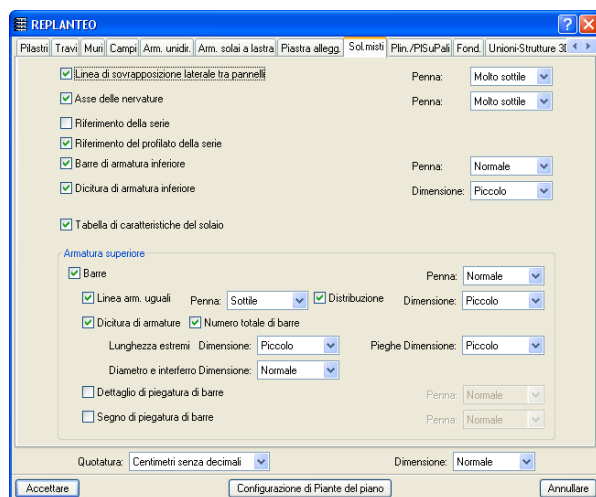 REPLANTEO
Pilastri Travi Muri Campi Arm. unidir. Arm. solai a lastra Piastra allegg. Sol.misti Plin./PlSuPali Fond. Unioni-Strutture 3D
Linea di sovrapposizione laterale tra pannelli Penna: Molto sottile
Asse delle nervature Penna: Molto sottile
Riferimento della serie
Riferimento del profilato della serie
Barre di armatura inferiore Penna: Normale
Dicitura di armatura inferiore Dimensione: Piccolo
Tabella di caratteristiche del solaio
Armatura superiore
Barre Penna: Normale
Linea arm. uguali Penna: Sottile Distribuzione Dimensione: Piccolo
Dicitura di armature Numero totale di barre
Lunghezza estremi Dimensione: Piccolo Pieghe Dimensione: Piccolo
Diametro e interferro Dimensione: Normale
Dettaglio di piegatura di barre Penna: Normale
Segno di piegatura di barre Penna: Normale
Quotatura: Centimetri senza decimali Dimensione: Normale
Accettare Configurazione di Piante del piano Annullare